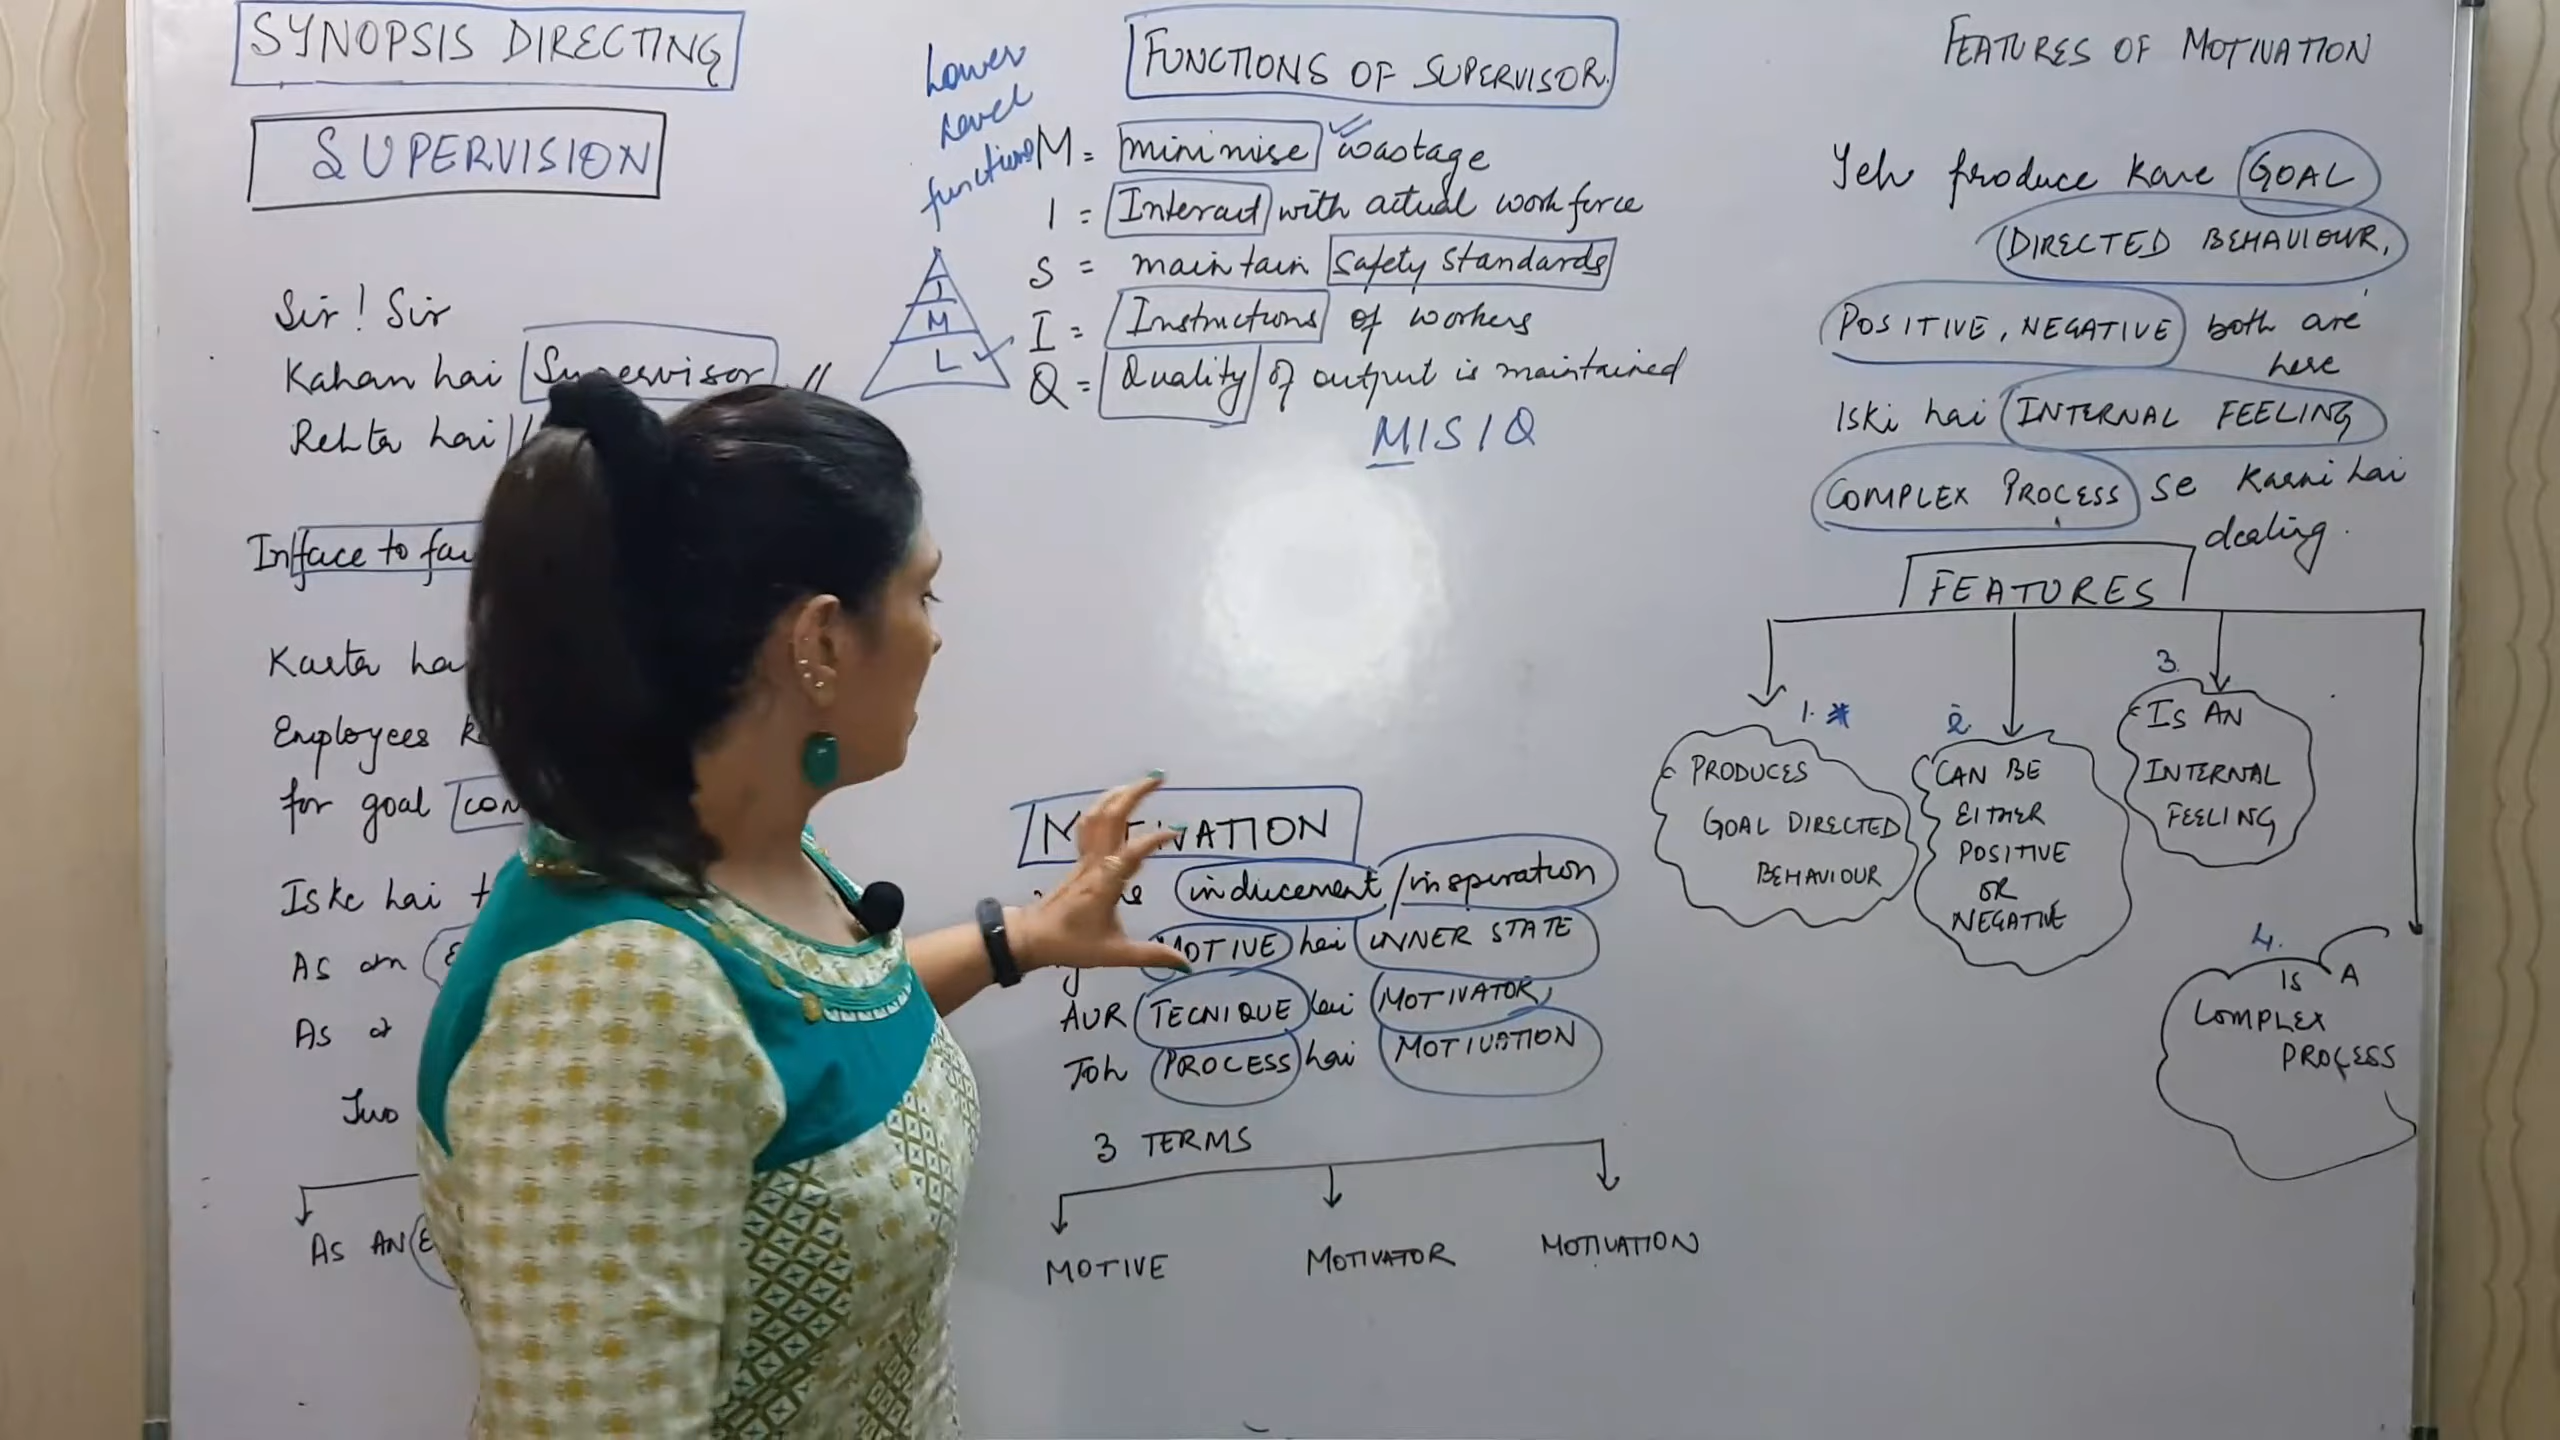 SYNOPSIS DIRECTING
SUPERVISION
Sir! Sir
Kahan hai Supervisor
Rehta hai
In face to
Karta
Employees
for goal
Iske hai
As an
As a
Two
As AN
Lower
Level
functions
FUNCTIONS OF SUPERVISOR.
M = minimise wastage
I = Interact with actual work force
S = maintain safety standards
I = Instructions of workers
Q = Quality of output is maintained
M
L
MISIQ
MOTIVATION
inducement / inspiration
MOTIVE hai INNER STATE
AUR TECNIQUE hai MOTIVATOR,
Toh PROCESS hai MOTIVATION
3 TERMS
MOTIVE MOTIVATOR MOTIVATION
FEATURES OF MOTIVATION
Yeh produce kare GOAL
DIRECTED BEHAVIOUR,
POSITIVE, NEGATIVE both are
here
Iski hai INTERNAL FEELING
COMPLEX PROCESS se karni hai
dealing.
FEATURES
1. *
PRODUCES
GOAL DIRECTED
BEHAVIOUR
2.
CAN BE
EITHER
POSITIVE
OR
NEGATIVE
3.
IS AN
INTERNAL
FEELING
4.
IS A
COMPLEX
PROCESS